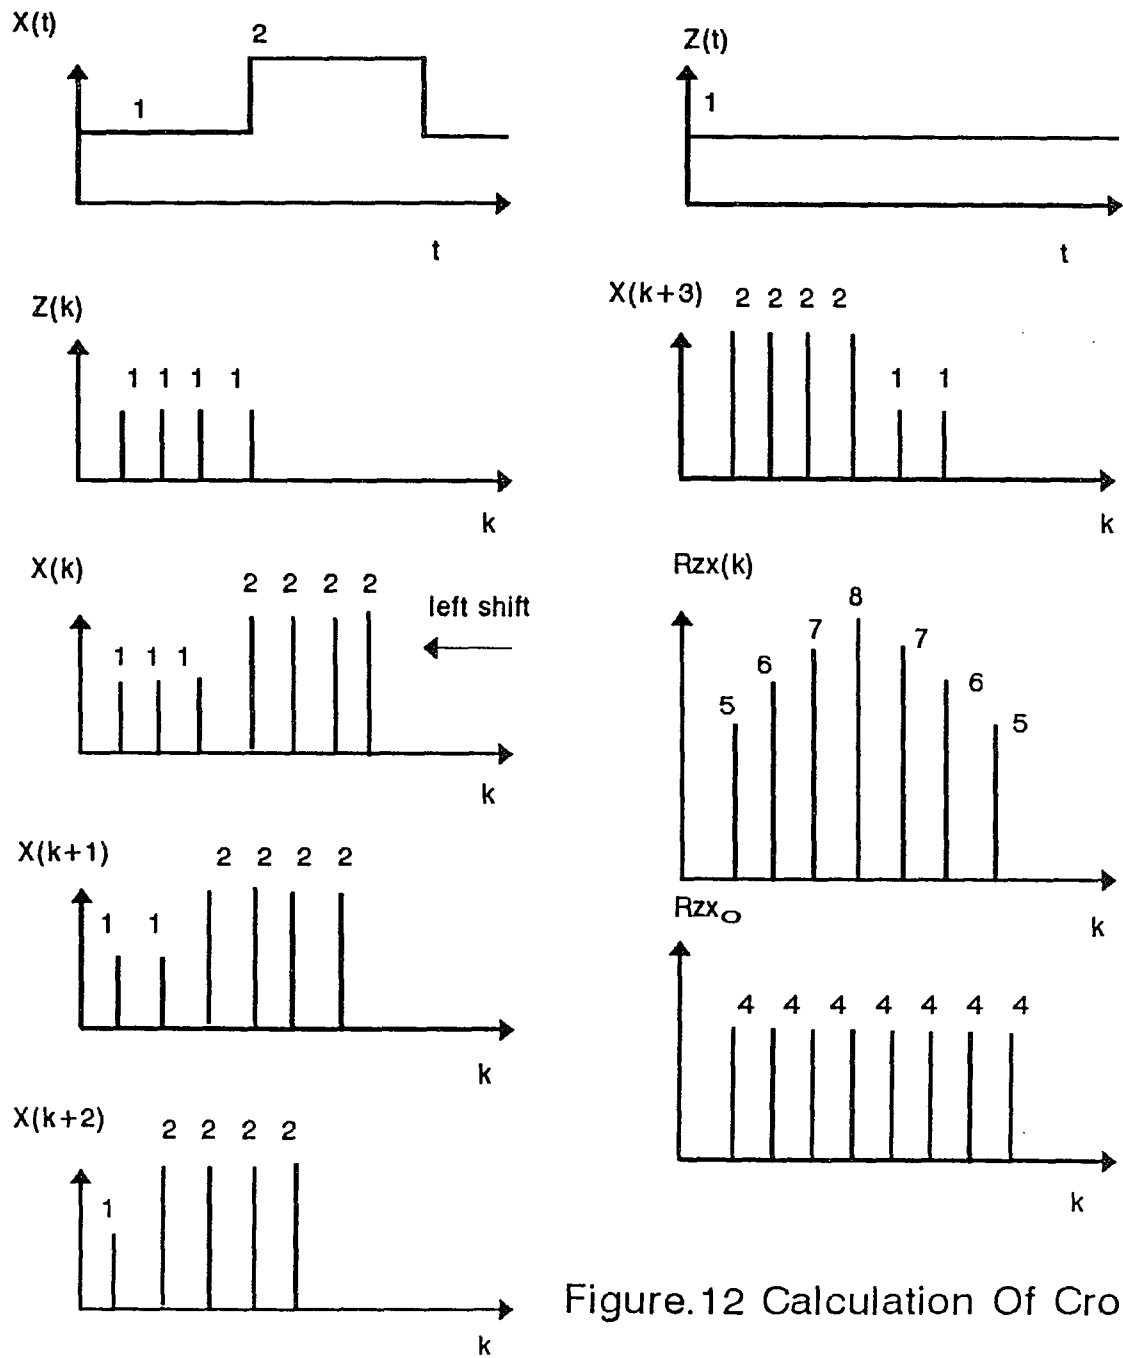 X(t)
2
1
t
Z(t)
1
t
Z(k)
1 1 1 1
k
X(k+3) 2 2 2 2
1 1
k
X(k)
2 2 2 2
left shift
1 1 1
k
Rzx(k)
8
7 7
6 6
5 5
k
X(k+1) 2 2 2 2
1 1
k
Rzxo
4 4 4 4 4 4 4
k
X(k+2) 2 2 2 2
1
k
Figure.12 Calculation Of Cro